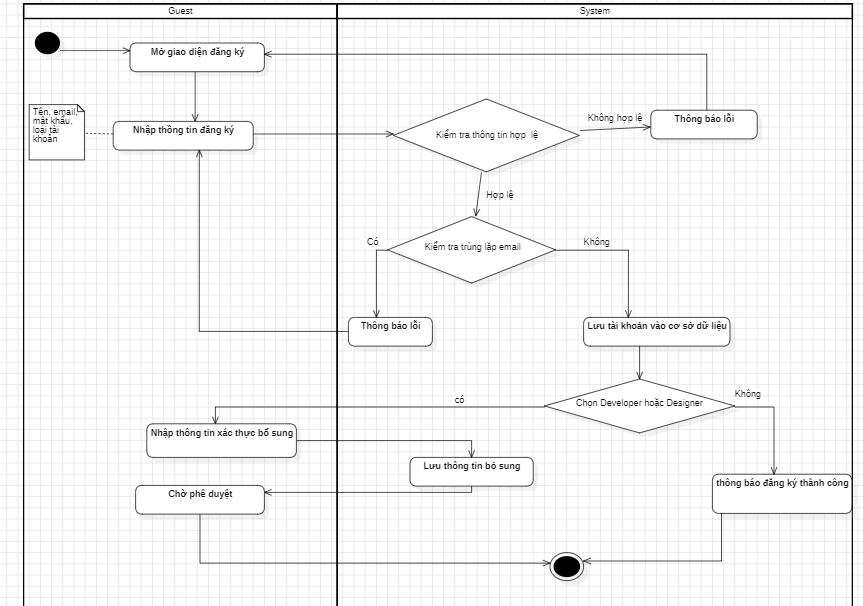 Guest
System
Mở giao diện đăng ký
Tên, email,
mật khẩu,
loại tài
khoản
Nhập thông tin đăng ký
Kiểm tra thông tin hợp lệ
Không hợp lệ
Thông báo lỗi
Hợp lệ
Có
Kiểm tra trùng lặp email
Không
Thông báo lỗi
Lưu tài khoản vào cơ sở dữ liệu
có
Chọn Developer hoặc Designer
Không
Nhập thông tin xác thực bổ sung
Lưu thông tin bổ sung
Chờ phê duyệt
thông báo đăng ký thành công